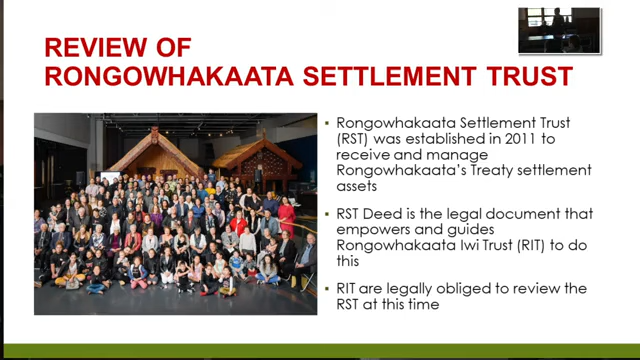 REVIEW OF
RONGOWHAKAATA SETTLEMENT TRUST
▪ Rongowhakaata Settlement Trust
(RST) was established in 2011 to
receive and manage
Rongowhakaata's Treaty settlement
assets
▪ RST Deed is the legal document that
empowers and guides
Rongowhakaata Iwi Trust (RIT) to do
this
▪ RIT are legally obliged to review the
RST at this time